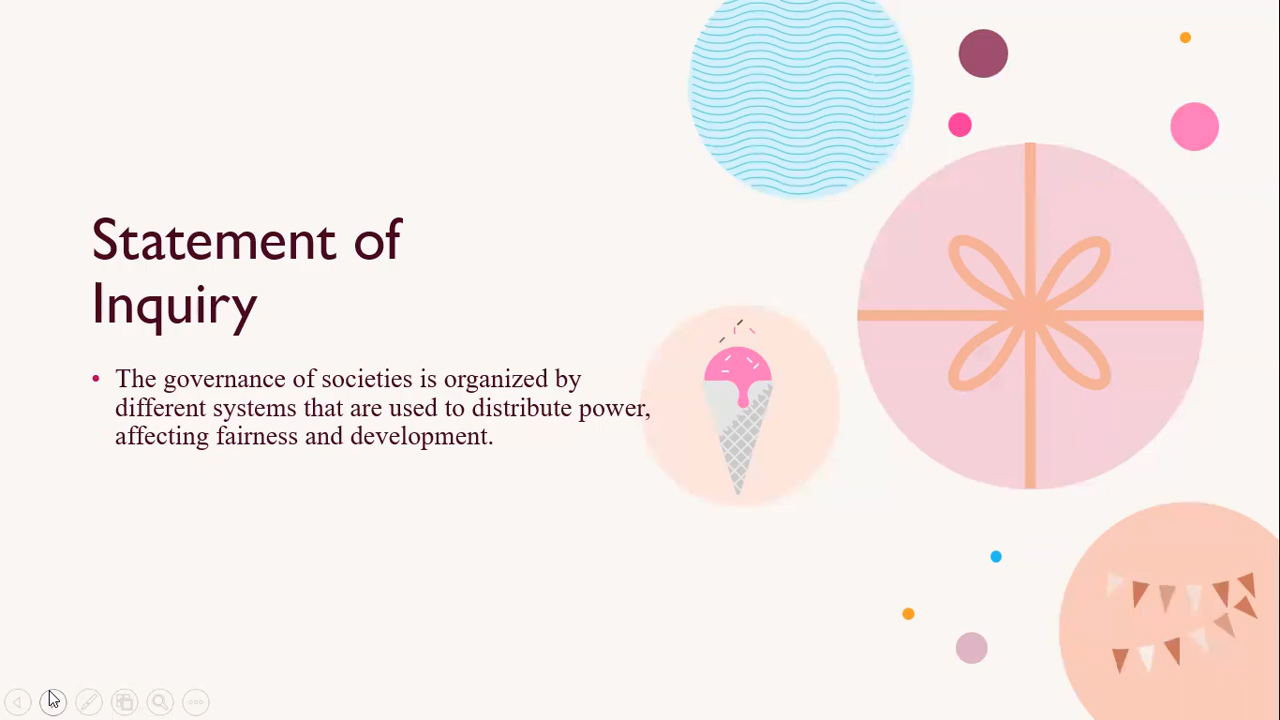 Statement of
Inquiry
• The governance of societies is organized by
different systems that are used to distribute power,
affecting fairness and development.